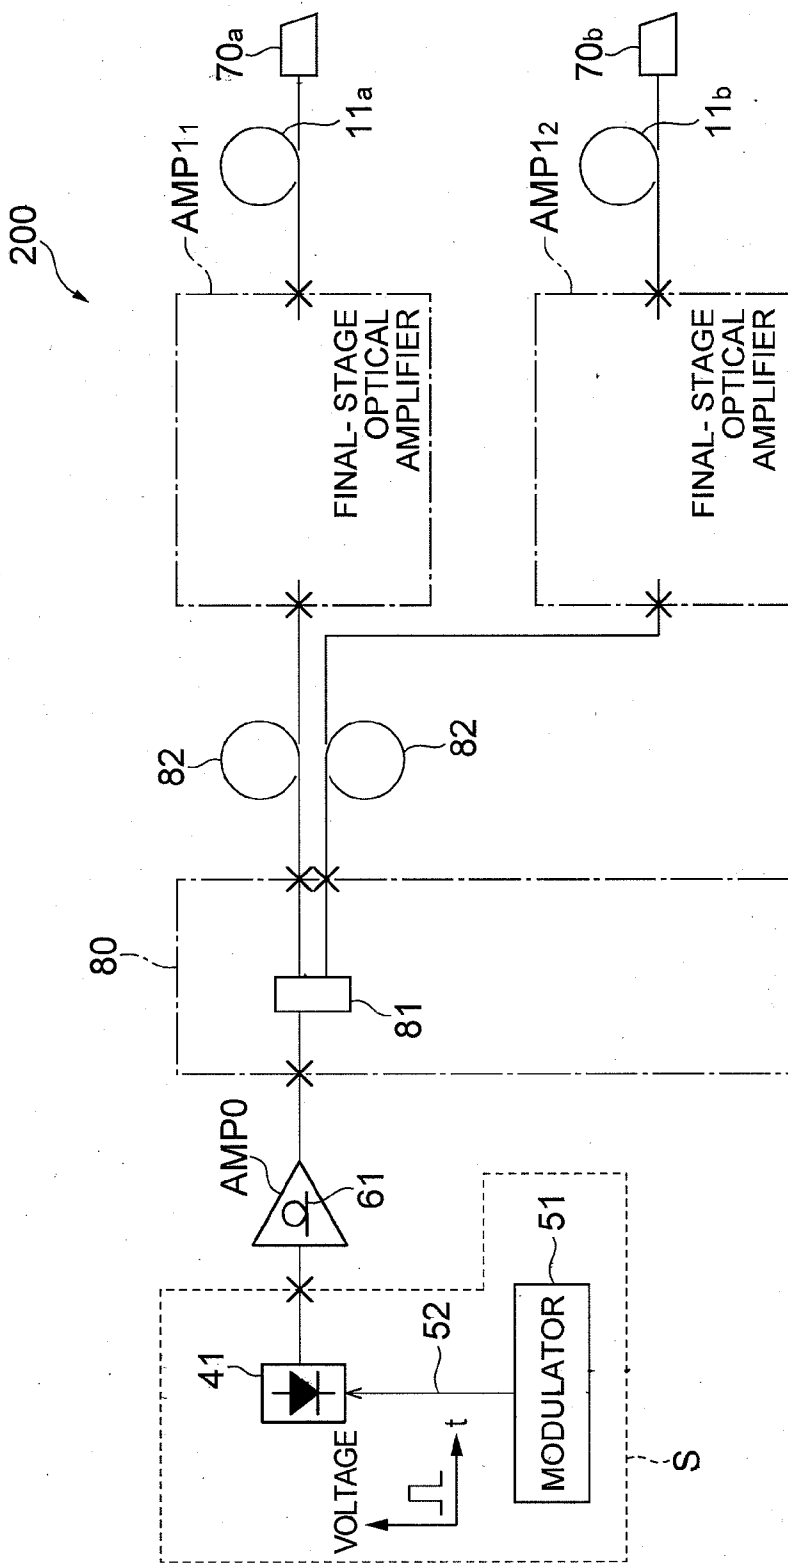 200
41
VOLTAGE
t
52
MODULATOR
51
S
AMP0
61
80
81
82
82
AMP11
FINAL- STAGE
OPTICAL
AMPLIFIER
11a
70a
AMP12
FINAL- STAGE
OPTICAL
AMPLIFIER
11b
70b